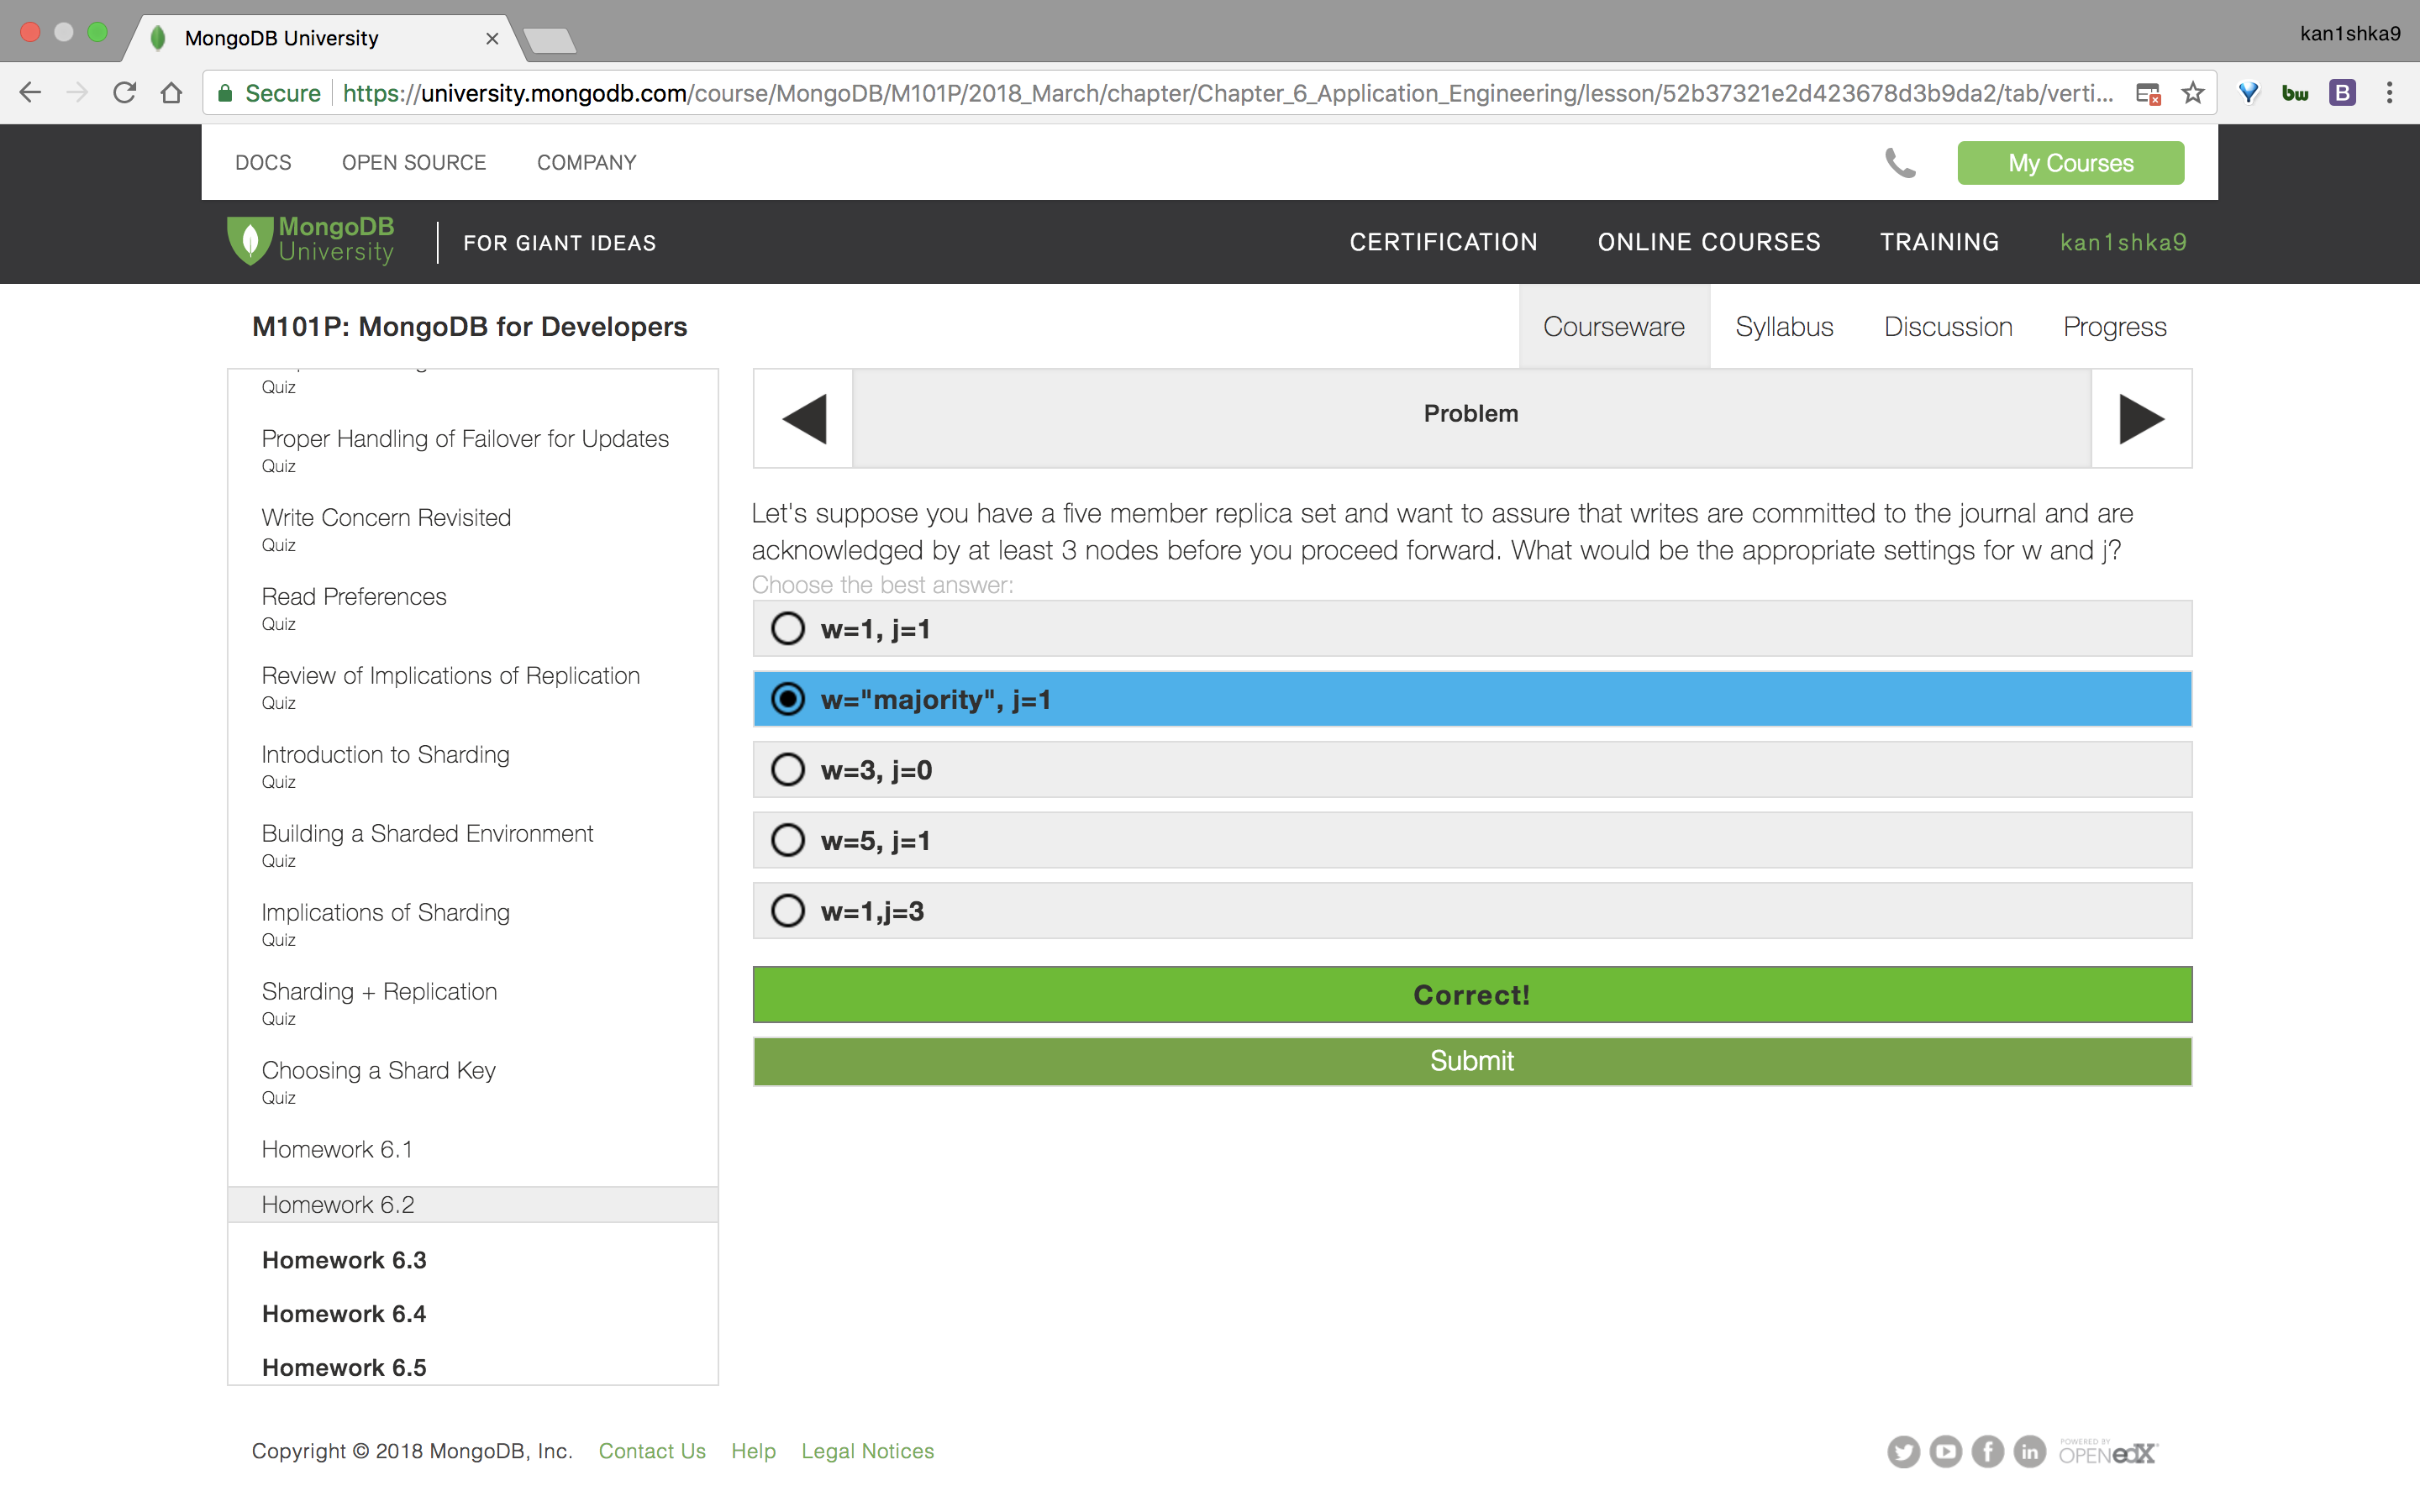 MongoDB University
kan1shka9
Secure https://university.mongodb.com/course/MongoDB/M101P/2018_March/chapter/Chapter_6_Application_Engineering/lesson/52b37321e2d423678d3b9da2/tab/verti...
bw
B
DOCS OPEN SOURCE COMPANY
My Courses
MongoDB
University
FOR GIANT IDEAS
CERTIFICATION ONLINE COURSES TRAINING kan1shka9
M101P: MongoDB for Developers
Courseware Syllabus Discussion Progress
Quiz
Proper Handling of Failover for Updates
Quiz
Write Concern Revisited
Quiz
Read Preferences
Quiz
Review of Implications of Replication
Quiz
Introduction to Sharding
Quiz
Building a Sharded Environment
Quiz
Implications of Sharding
Quiz
Sharding + Replication
Quiz
Choosing a Shard Key
Quiz
Homework 6.1
Homework 6.2
Homework 6.3
Homework 6.4
Homework 6.5
Problem
Let's suppose you have a five member replica set and want to assure that writes are committed to the journal and are
acknowledged by at least 3 nodes before you proceed forward. What would be the appropriate settings for w and j?
Choose the best answer:
w=1, j=1
w="majority", j=1
w=3, j=0
w=5, j=1
w=1,j=3
Correct!
Submit
Copyright © 2018 MongoDB, Inc. Contact Us Help Legal Notices
POWERED BY
OPEN edX